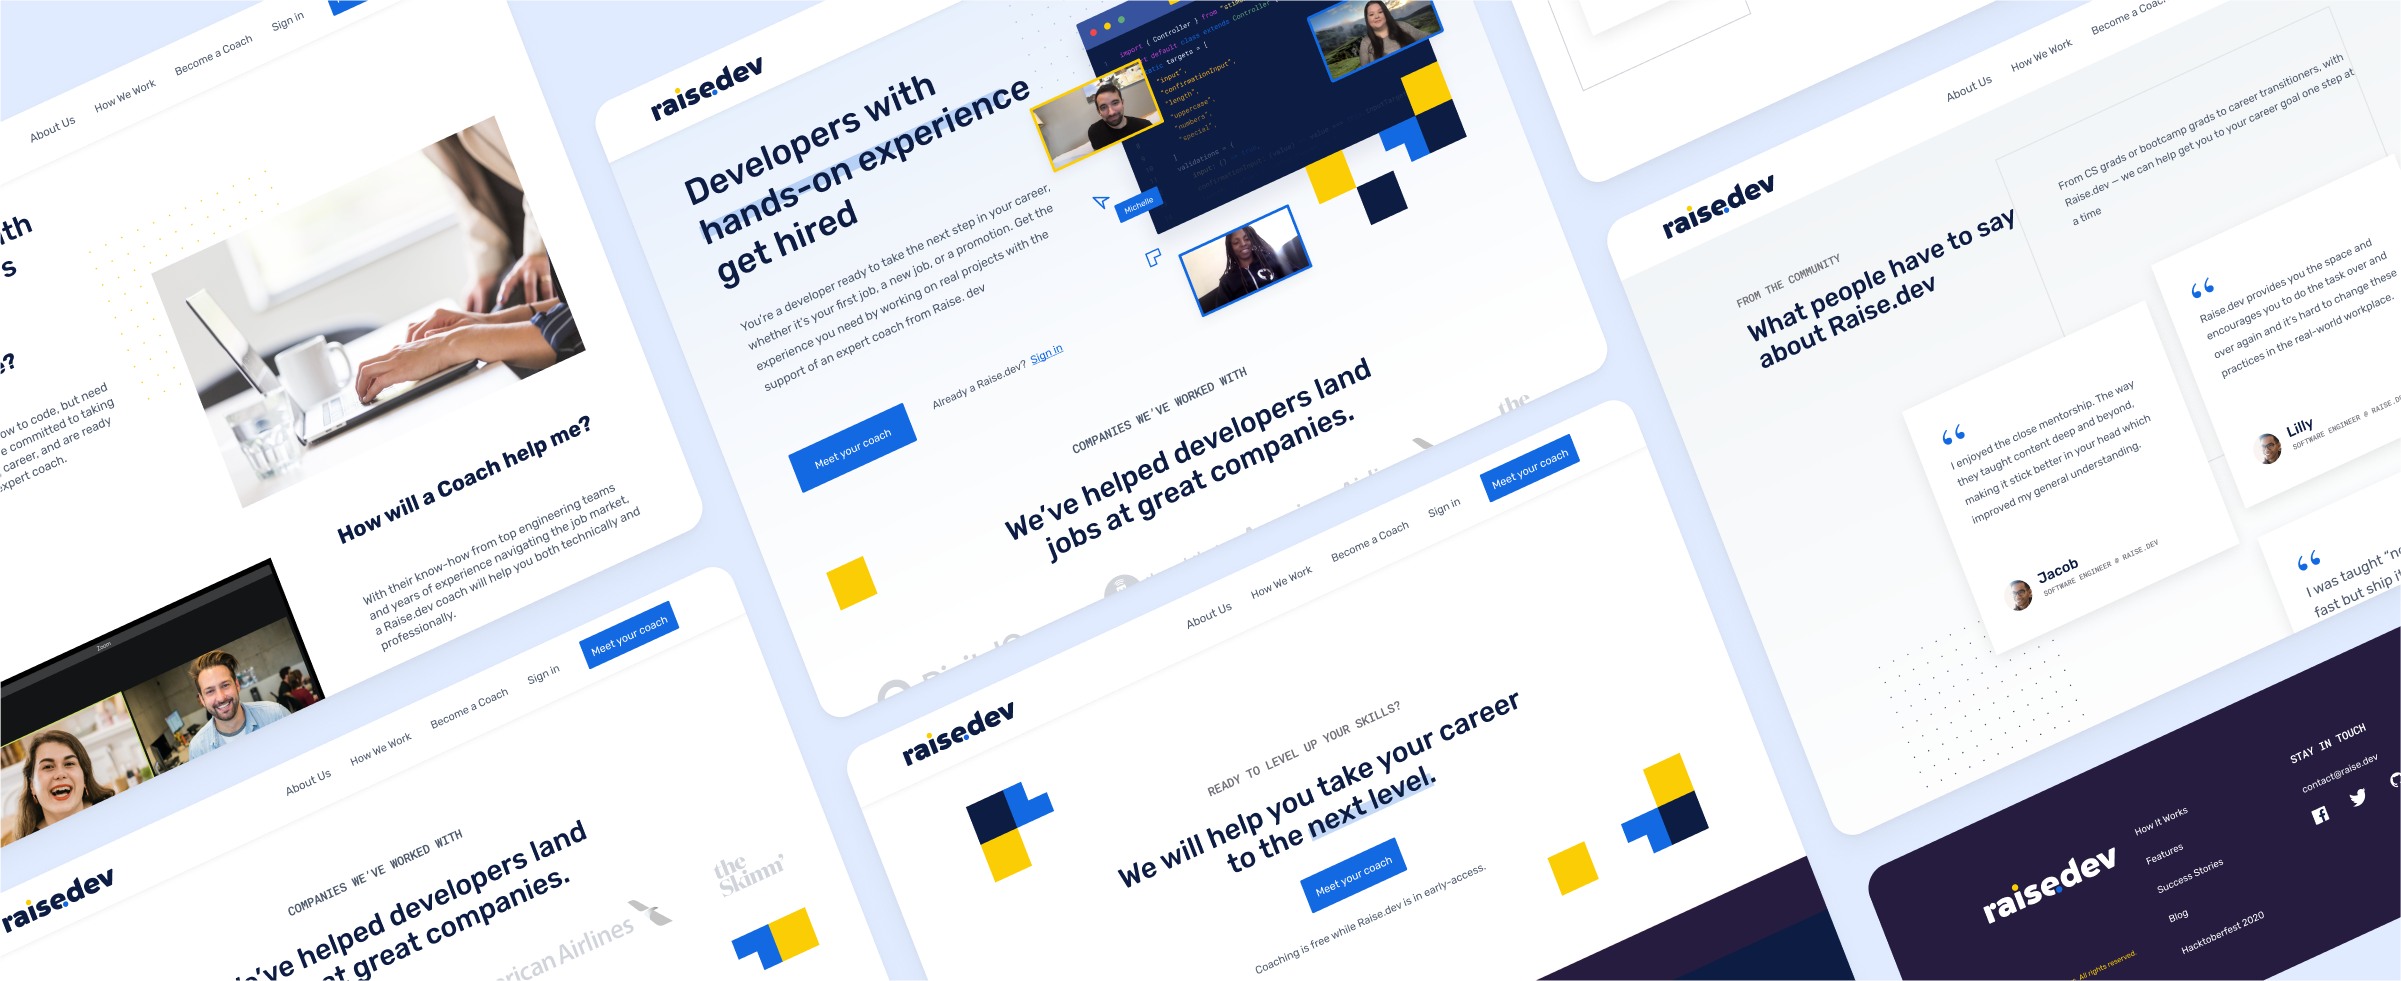 About Us
How We Work
Become a Coach
Sign in
How will a Coach help me?
With their know-how from top engineering teams
and years of experience navigating the job market,
a Raise.dev coach will help you both technically and
professionally.
ow to code, but need
e committed to taking
career, and are ready
xpert coach.
Zoom
raise.dev
Developers with
hands-on experience
get hired
You're a developer ready to take the next step in your career,
whether it's your first job, a new job, or a promotion. Get the
experience you need by working on real projects with the
support of an expert coach from Raise. dev
Meet your coach
Already a Raise.dev? Sign in
import { Controller } from
default class extends Controller
targets = [
"input",
"confirmationInput",
"length",
"uppercase",
"numbers",
"special",
]
validations = {
Michelle
COMPANIES WE'VE WORKED WITH
We've helped developers land
jobs at great companies.
the
raise.dev
About Us
How We Work
Become a Coach
Sign in
Meet your coach
COMPANIES WE'VE WORKED WITH
've helped developers land
at great companies.
the
Skimm'
rican Airlines
raise.dev
About Us
How We Work
Become a Coach
Sign in
Meet your coach
READY TO LEVEL UP YOUR SKILLS?
We will help you take your career
to the next level.
Meet your coach
Coaching is free while Raise.dev is in early-access.
raise.dev
About Us
How We Work
Become a Coac
FROM THE COMMUNITY
What people have to say
about Raise.dev
From CS grads or bootcamp grads to career transitioners, with
Raise.dev — we can help get you to your career goal one step at
a time
I enjoyed the close mentorship. The way
they taught content deep and beyond,
making it stick better in your head which
improved my general understanding.
Jacob
SOFTWARE ENGINEER @ RAISE.DEV
Raise.dev provides you the space and
encourages you to do the task over and
over again and it's hard to change these
practices in the real-world workplace.
Lilly
SOFTWARE ENGINEER @ RAISE.DE
I was taught "n
fast but ship i
raise.dev
How It Works
Features
Success Stories
Blog
Hacktoberfest 2020
STAY IN TOUCH
contact@raise.dev
All rights reserved.